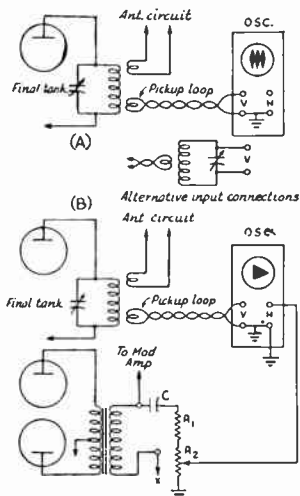 Ant. circuit
OSC.
Final tank
Pickup loop
V H
(A)
V
Alternative input connections
(B)
Ant. circuit
OSC.
Final tank
Pickup loop
V H
To Mod
Amp
C
R1
R2
X